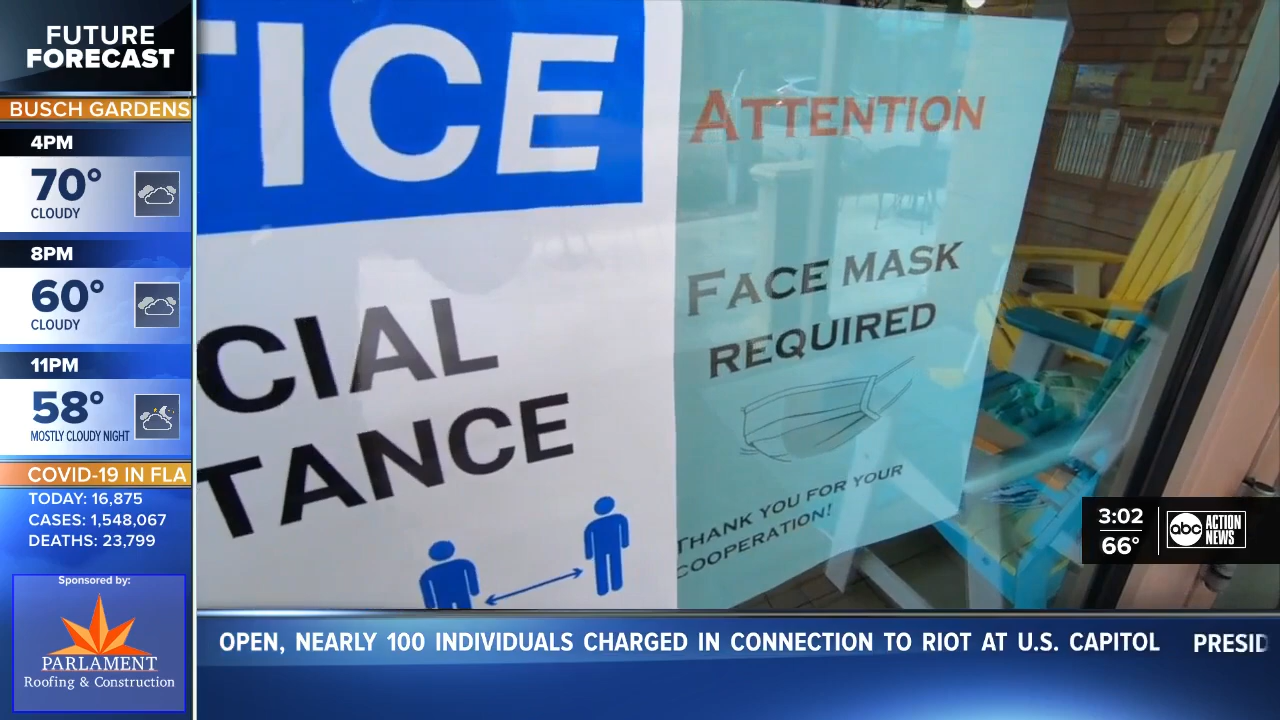 FUTURE
FORECAST
BUSCH GARDENS
4PM
70°
CLOUDY
8PM
60°
CLOUDY
11PM
58°
MOSTLY CLOUDY NIGHT
COVID-19 IN FLA
TODAY: 16,875
CASES: 1,548,067
DEATHS: 23,799
Sponsored by:
PARLAMENT
Roofing & Construction
TICE
CIAL
TANCE
ATTENTION
FACE MASK
REQUIRED
THANK YOU FOR YOUR
COOPERATION!
3:02
66°
abc
ACTION
NEWS
OPEN, NEARLY 100 INDIVIDUALS CHARGED IN CONNECTION TO RIOT AT U.S. CAPITOL PRESID